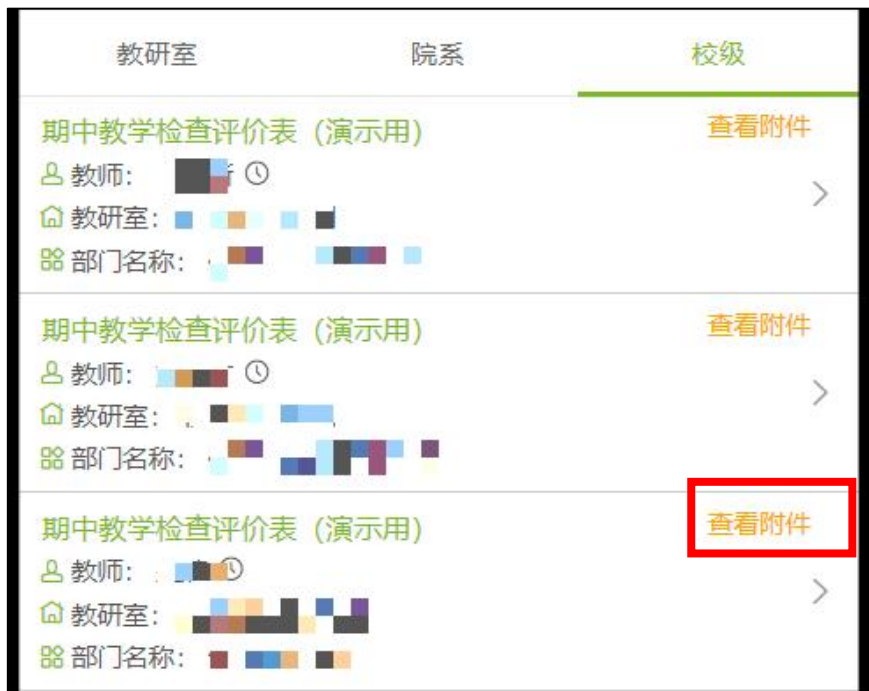 教研室 院系 校级
期中教学检查评价表（演示用） 查看附件
教师：
教研室：
部门名称：
期中教学检查评价表（演示用） 查看附件
教师：
教研室：
部门名称：
期中教学检查评价表（演示用） 查看附件
教师：
教研室：
部门名称：